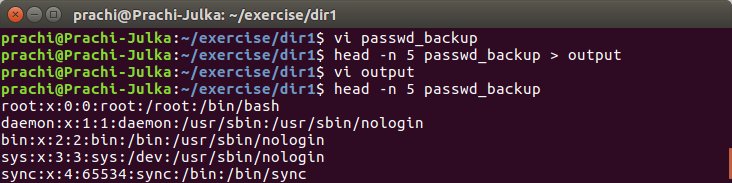 prachi@Prachi-Julka: ~/exercise/dir1
prachi@Prachi-Julka:~/exercise/dir1$ vi passwd_backup
prachi@Prachi-Julka:~/exercise/dir1$ head -n 5 passwd_backup > output
prachi@Prachi-Julka:~/exercise/dir1$ vi output
prachi@Prachi-Julka:~/exercise/dir1$ head -n 5 passwd_backup
root:x:0:0:root:/root:/bin/bash
daemon:x:1:1:daemon:/usr/sbin:/usr/sbin/nologin
bin:x:2:2:bin:/bin:/usr/sbin/nologin
sys:x:3:3:sys:/dev:/usr/sbin/nologin
sync:x:4:65534:sync:/bin:/bin/sync